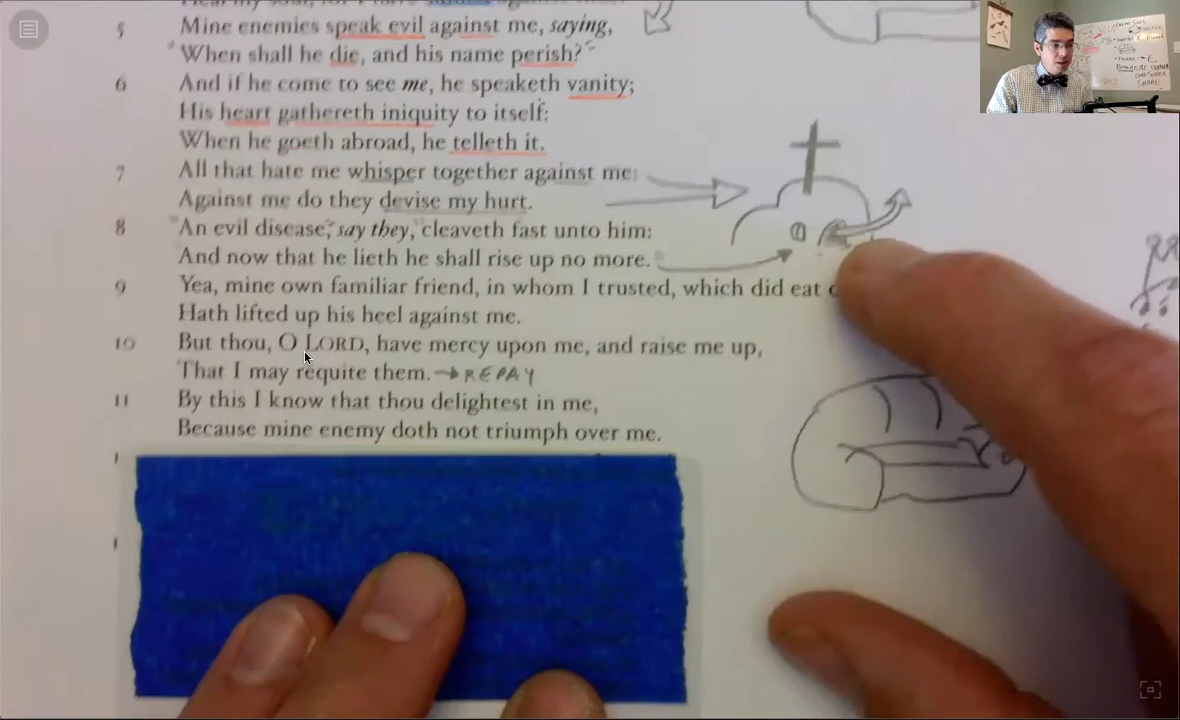 5 Mine enemies speak evil against me, saying,
"When shall he die, and his name perish?"
6 And if he come to see me, he speaketh vanity;
His heart gathereth iniquity to itself:
When he goeth abroad, he telleth it.
7 All that hate me whisper together against me:
Against me do they devise my hurt.
8 "An evil disease," say they, "cleaveth fast unto him:
And now that he lieth he shall rise up no more."
9 Yea, mine own familiar friend, in whom I trusted, which did eat
Hath lifted up his heel against me.
10 But thou, O LORD, have mercy upon me, and raise me up,
That I may requite them. → REPAY
11 By this I know that thou delightest in me,
Because mine enemy doth not triumph over me.